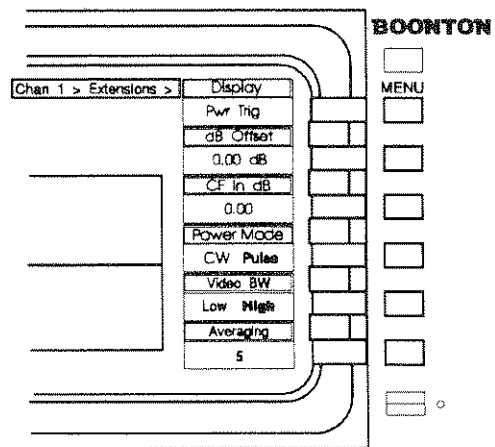 BOONTON
MENU
Chan 1 > Extensions >
Display
Pwr Trig
dB Offset
0.00 dB
CF in dB
0.00
Power Mode
CW Pulse
Video BW
Low High
Averaging
5